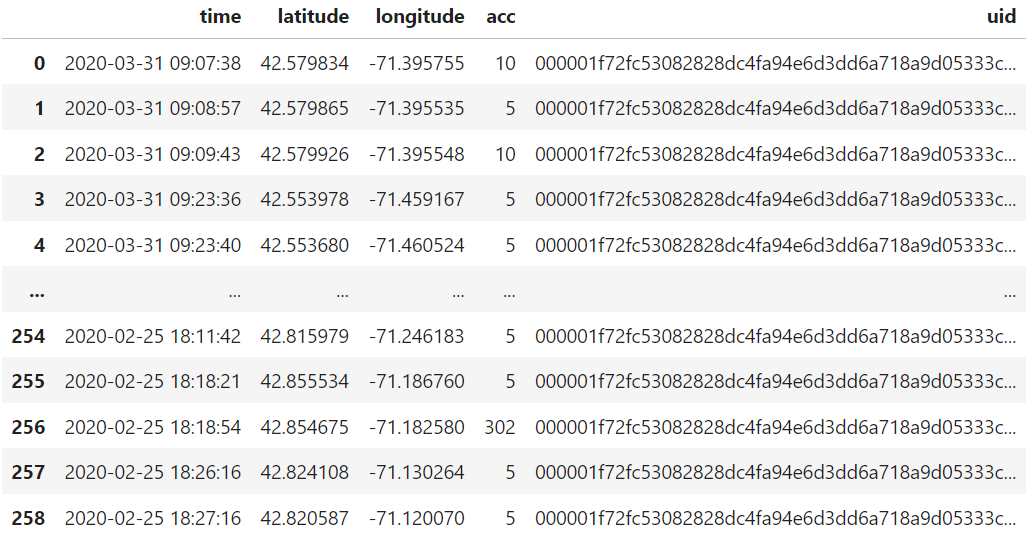 time latitude longitude acc uid
0 2020-03-31 09:07:38 42.579834 -71.395755 10 000001f72fc53082828dc4fa94e6d3dd6a718a9d05333c...
1 2020-03-31 09:08:57 42.579865 -71.395535 5 000001f72fc53082828dc4fa94e6d3dd6a718a9d05333c...
2 2020-03-31 09:09:43 42.579926 -71.395548 10 000001f72fc53082828dc4fa94e6d3dd6a718a9d05333c...
3 2020-03-31 09:23:36 42.553978 -71.459167 5 000001f72fc53082828dc4fa94e6d3dd6a718a9d05333c...
4 2020-03-31 09:23:40 42.553680 -71.460524 5 000001f72fc53082828dc4fa94e6d3dd6a718a9d05333c...
... ... ... ... ... ...
254 2020-02-25 18:11:42 42.815979 -71.246183 5 000001f72fc53082828dc4fa94e6d3dd6a718a9d05333c...
255 2020-02-25 18:18:21 42.855534 -71.186760 5 000001f72fc53082828dc4fa94e6d3dd6a718a9d05333c...
256 2020-02-25 18:18:54 42.854675 -71.182580 302 000001f72fc53082828dc4fa94e6d3dd6a718a9d05333c...
257 2020-02-25 18:26:16 42.824108 -71.130264 5 000001f72fc53082828dc4fa94e6d3dd6a718a9d05333c...
258 2020-02-25 18:27:16 42.820587 -71.120070 5 000001f72fc53082828dc4fa94e6d3dd6a718a9d05333c...